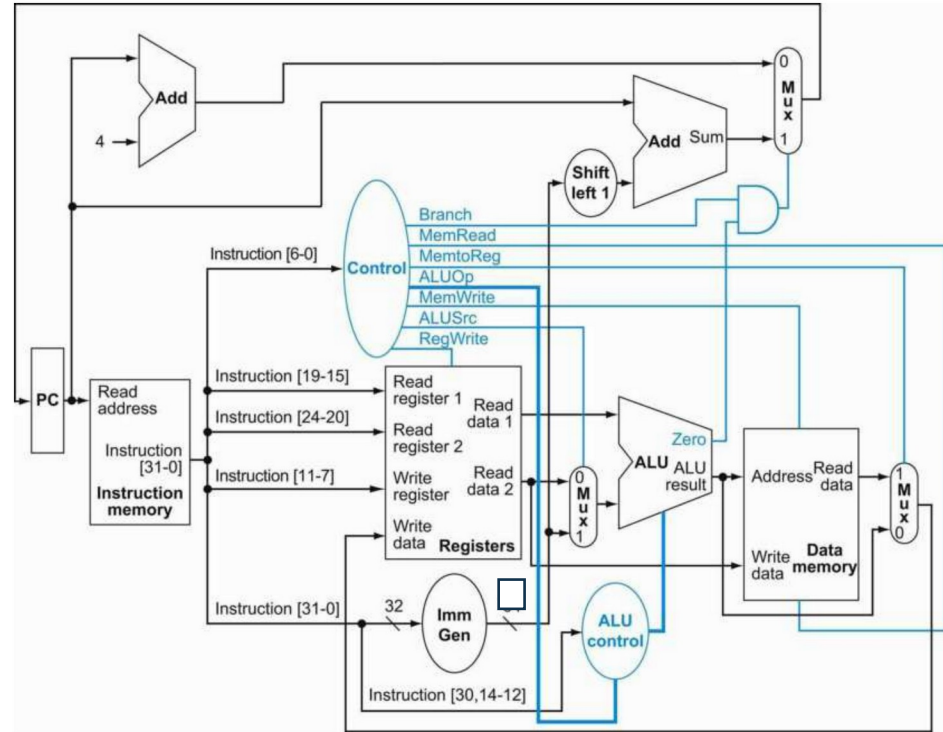 Add
4
Add Sum
0
M
u
x
1
Shift
left 1
Branch
MemRead
MemtoReg
ALUOp
MemWrite
ALUSrc
RegWrite
Control
Instruction [6-0]
Instruction [19-15]
Instruction [24-20]
Instruction [11-7]
Instruction [31-0]
Instruction [30,14-12]
PC
Read
address
Instruction
[31-0]
Instruction
memory
Read
register 1
Read
register 2
Write
register
Write
data
Read
data 1
Read
data 2
Registers
0
M
u
x
1
Zero
ALU
ALU
result
Address
Read
data
Write
data
Data
memory
1
M
u
x
0
32
Imm
Gen
ALU
control